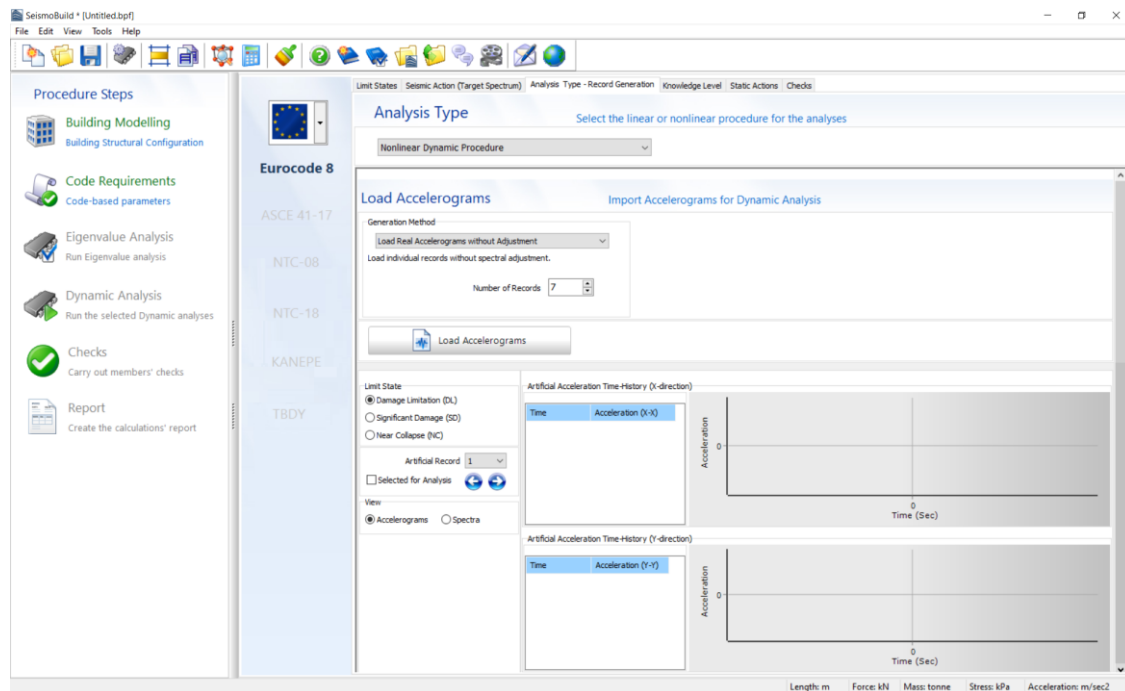 SeismoBuild * [Untitled.bpf]
File Edit View Tools Help
Procedure Steps
Building Modelling
Building Structural Configuration
Code Requirements
Code-based parameters
Eigenvalue Analysis
Run Eigenvalue analysis
Dynamic Analysis
Run the selected Dynamic analyses
Checks
Carry out members' checks
Report
Create the calculations' report
Eurocode 8
ASCE 41-17
NTC-08
NTC-18
KANEPE
TBDY
Limit States Seismic Action (Target Spectrum) Analysis Type - Record Generation Knowledge Level Static Actions Checks
Analysis Type Select the linear or nonlinear procedure for the analyses
Nonlinear Dynamic Procedure
Load Accelerograms Import Accelerograms for Dynamic Analysis
Generation Method
Load Real Accelerograms without Adjustment
Load individual records without spectral adjustment.
Number of Records 7
Load Accelerograms
Limit State
Damage Limitation (DL)
Significant Damage (SD)
Near Collapse (NC)
Artificial Record 1
Selected for Analysis
View
Accelerograms Spectra
Artificial Acceleration Time-History (X-direction)
Time Acceleration (X-X)
Acceleration
0
0
Time (Sec)
Artificial Acceleration Time-History (Y-direction)
Time Acceleration (Y-Y)
Acceleration
0
0
Time (Sec)
Length: m Force: kN Mass: tonne Stress: kPa Acceleration: m/sec2